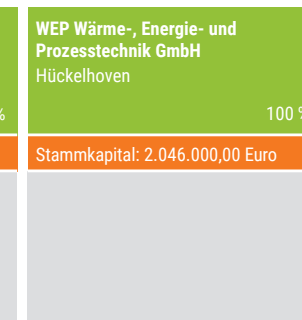 WEP Wärme-, Energie- und
Prozesstechnik GmbH
Hückelhoven
% 100 %
Stammkapital: 2.046.000,00 Euro